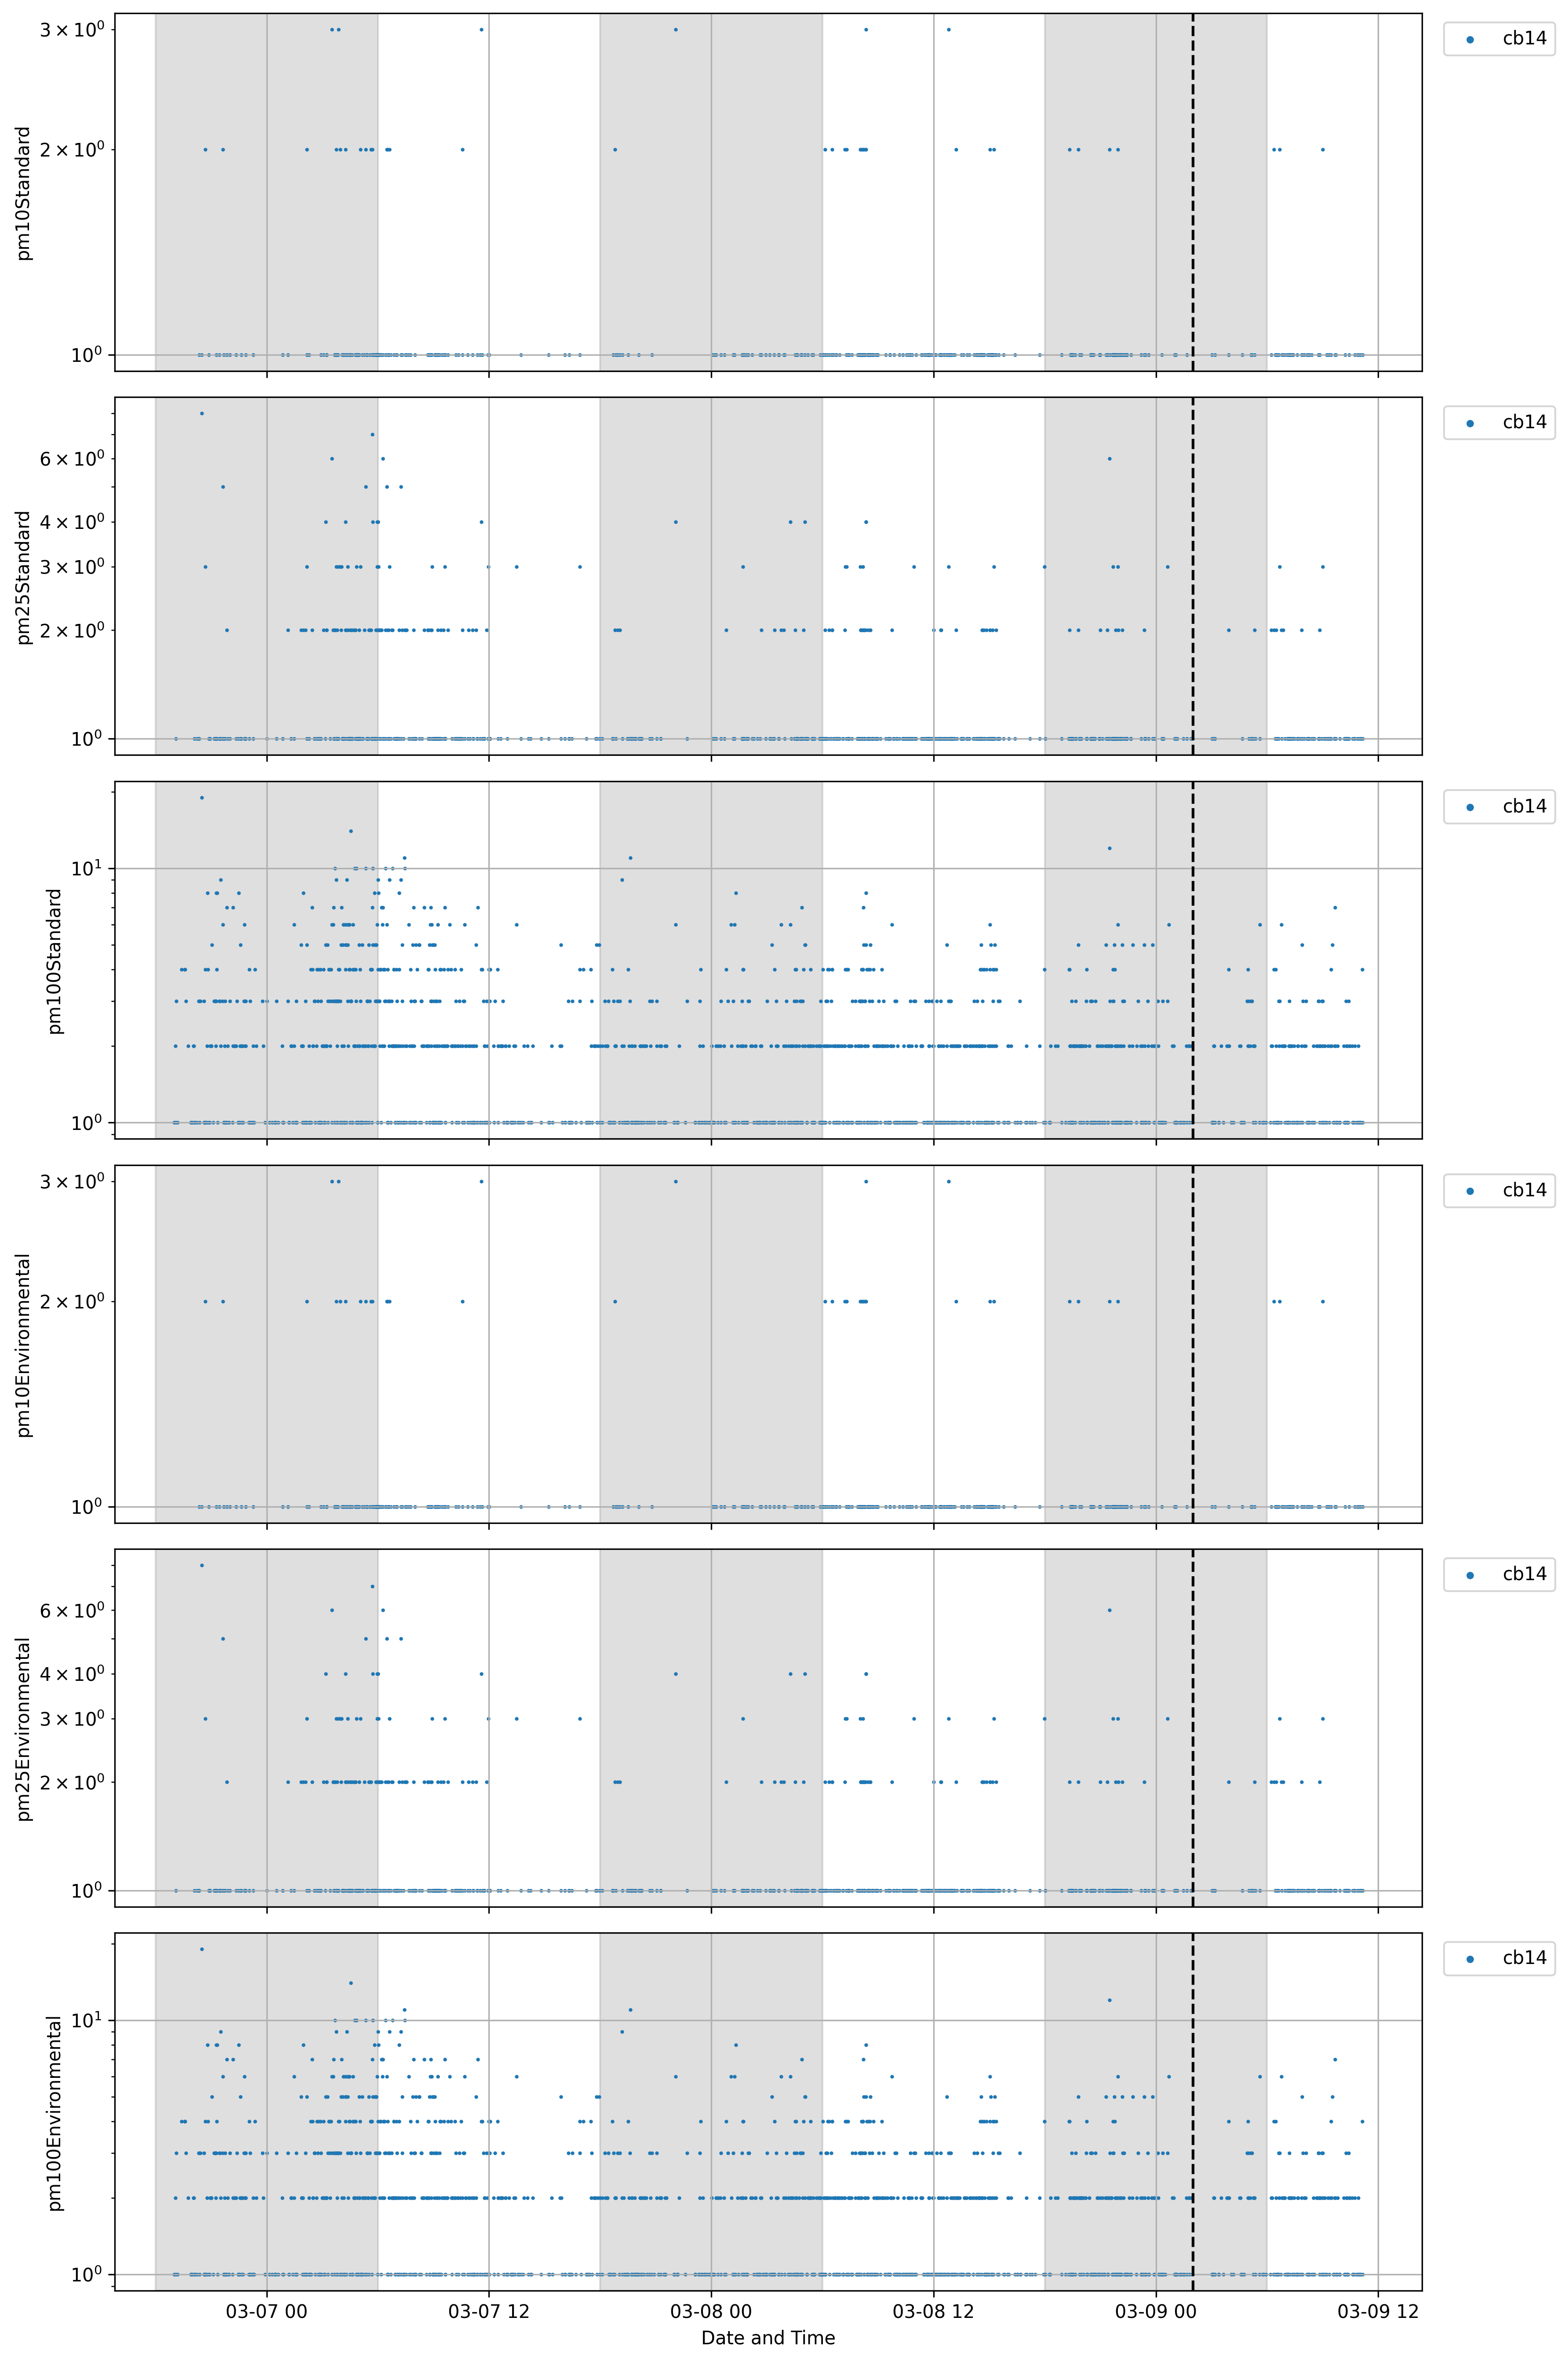 pm10Standard
3 × 10⁰
2 × 10⁰
10⁰
cb14
pm25Standard
6 × 10⁰
4 × 10⁰
3 × 10⁰
2 × 10⁰
10⁰
cb14
pm100Standard
10¹
10⁰
cb14
pm10Environmental
3 × 10⁰
2 × 10⁰
10⁰
cb14
pm25Environmental
6 × 10⁰
4 × 10⁰
3 × 10⁰
2 × 10⁰
10⁰
cb14
pm100Environmental
10¹
10⁰
cb14
03-07 00 03-07 12 03-08 00 03-08 12 03-09 00 03-09 12
Date and Time